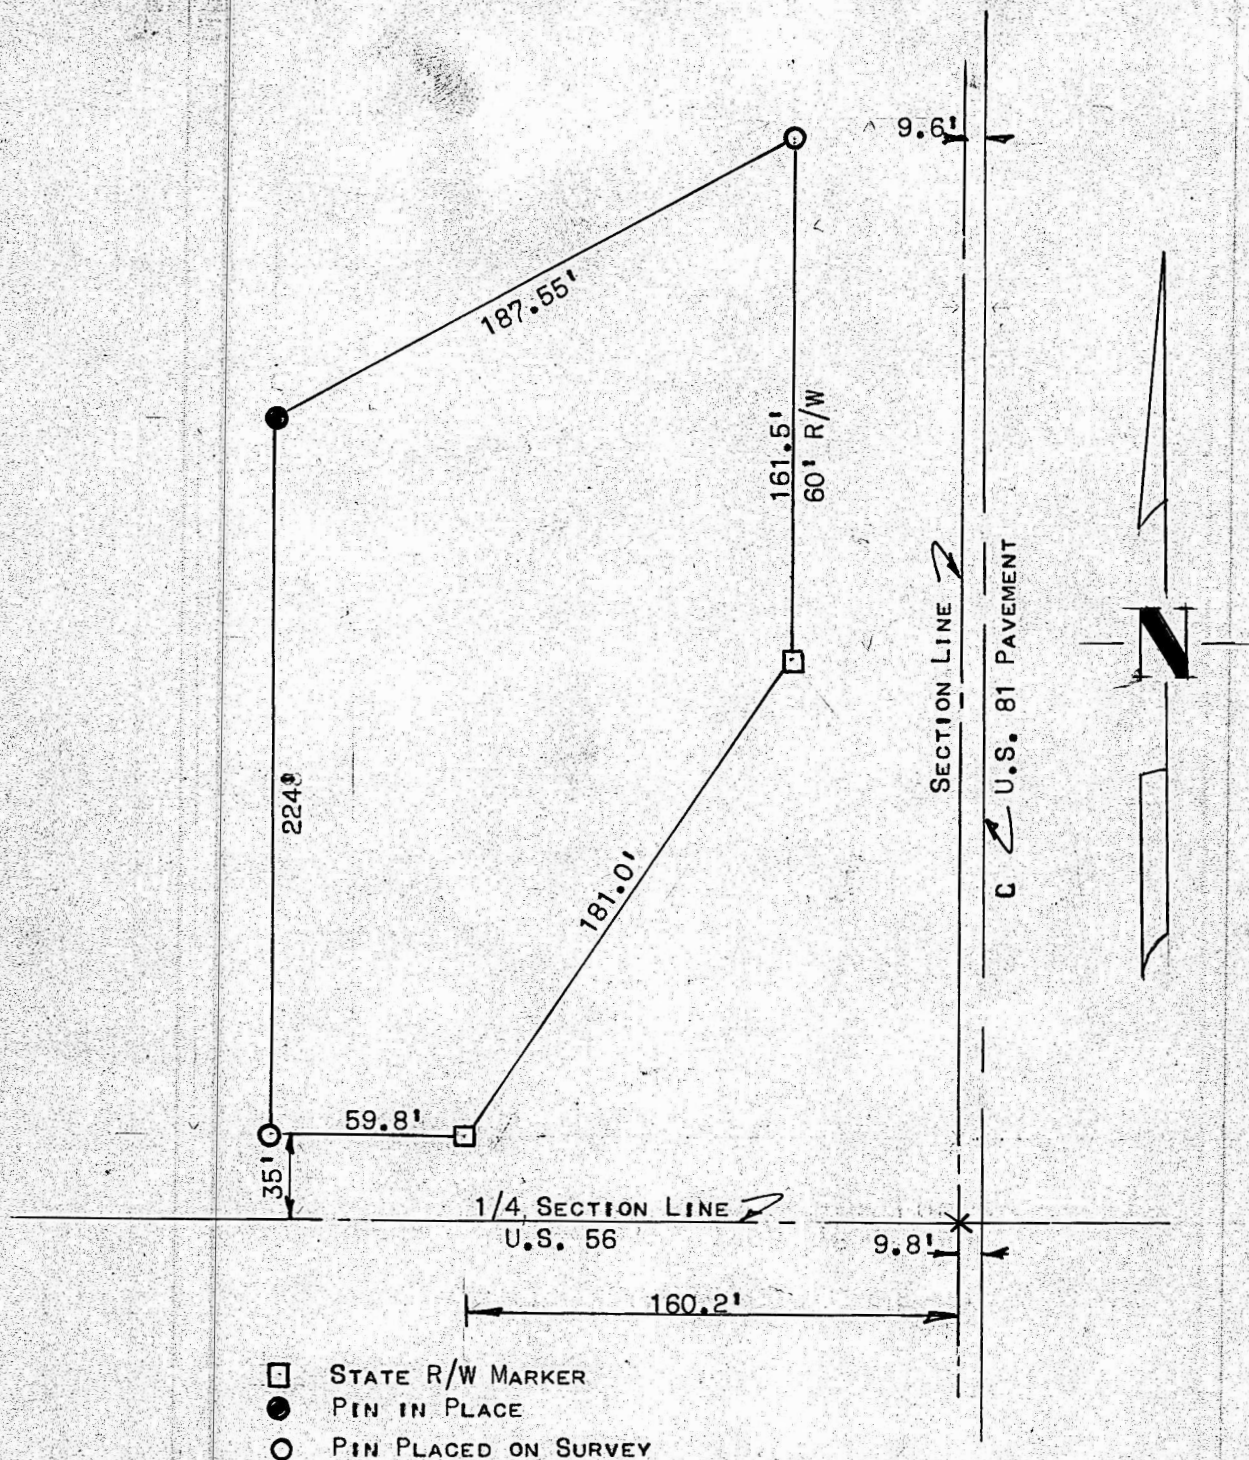 9.6'
187.55'
161.5'
60' R/W
SECTION LINE
U.S. 81 PAVEMENT
N
224'
181.0'
59.8'
35'
1/4 SECTION LINE
U.S. 56
9.8'
160.2'
STATE R/W MARKER
PIN IN PLACE
PIN PLACED ON SURVEY